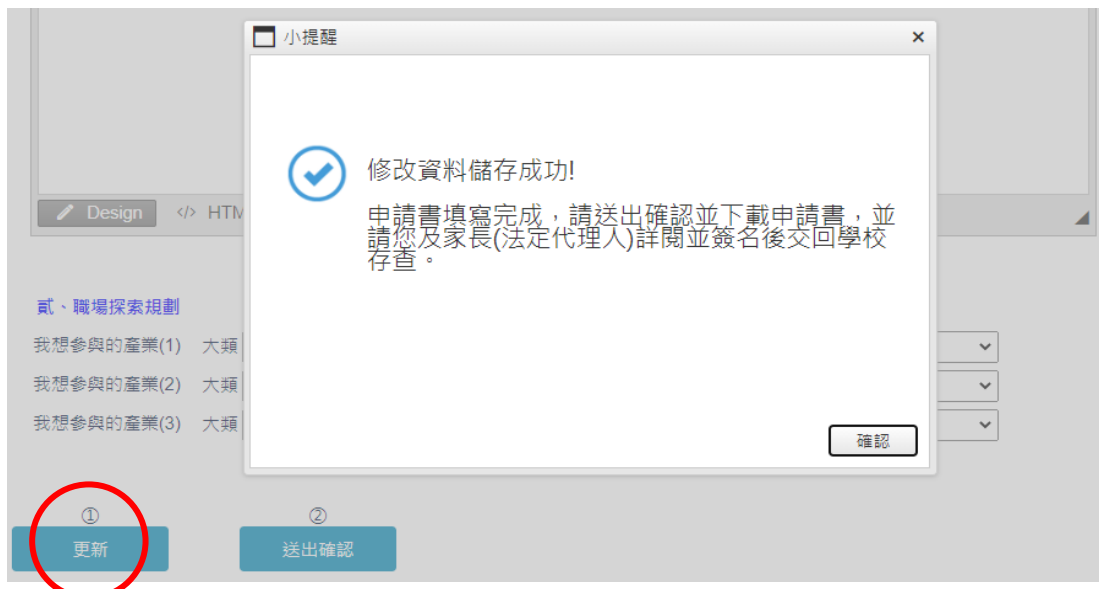 小提醒
×
修改資料儲存成功!
申請書填寫完成，請送出確認並下載申請書，並
請您及家長(法定代理人)詳閱並簽名後交回學校
存查。
確認
Design </> HTM
貳、職場探索規劃
我想參與的產業(1) 大類
我想參與的產業(2) 大類
我想參與的產業(3) 大類
① ②
更新 送出確認